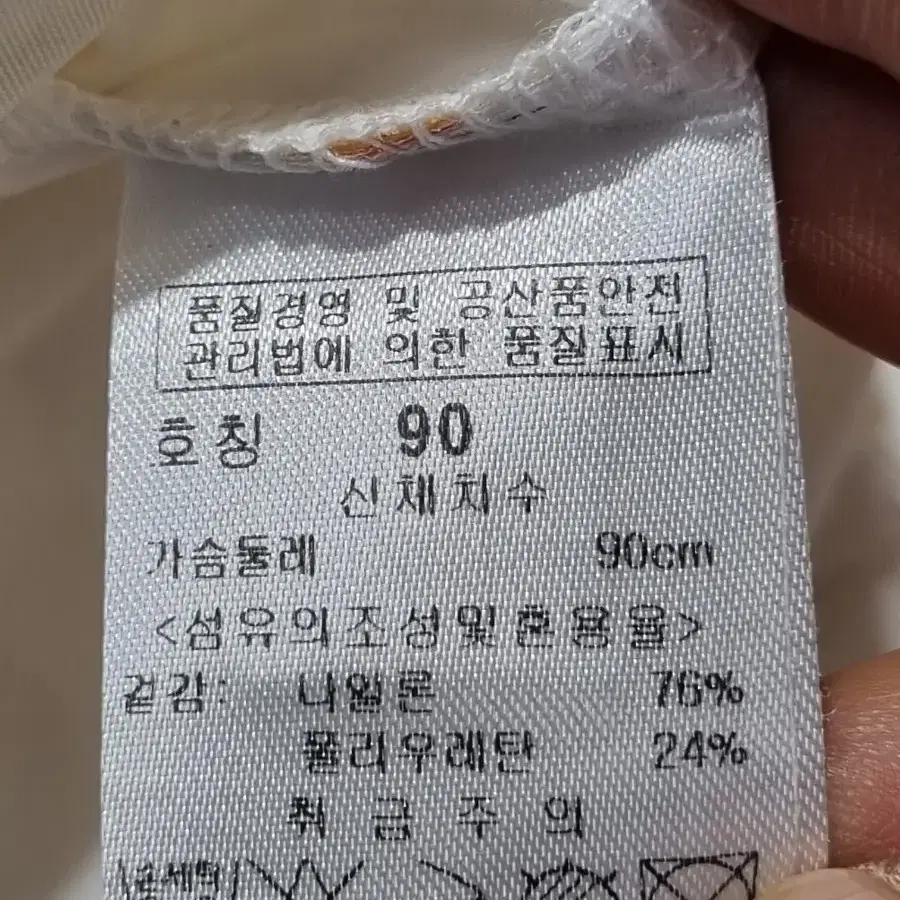 품질경영 및 공산품안전
관리법에 의한 품질표시
호칭 90
신체치수
가슴둘레 90cm
<섬유의조성및혼용율>
겉감: 나일론 76%
폴리우레탄 24%
취급주의
손세탁